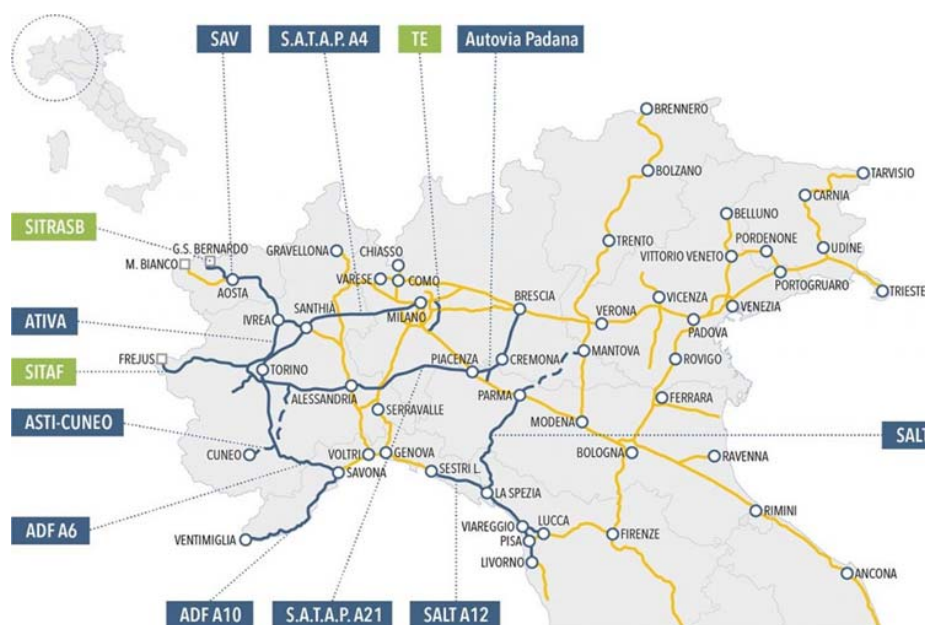 SAV
S.A.T.A.P. A4
TE
Autovia Padana
BRENNERO
BOLZANO
TARVISIO
CARNIA
BELLUNO
SITRASB
G.S. BERNARDO
GRAVELLONA
CHIASSO
TRENTO
PORDENONE
VITTORIO VENETO
UDINE
M. BIANCO
VARESE
COMO
AOSTA
PORTOGRUARO
TRIESTE
SANTHIÀ
BRESCIA
VICENZA
VENEZIA
ATIVA
IVREA
MILANO
VERONA
PADOVA
FREJUS
PIACENZA
CREMONA
MANTOVA
ROVIGO
SITAF
TORINO
ALESSANDRIA
PARMA
FERRARA
SERRAVALLE
MODENA
ASTI-CUNEO
SALT
CUNEO
VOLTRI
GENOVA
BOLOGNA
RAVENNA
SAVONA
SESTRI L.
LA SPEZIA
RIMINI
ADF A6
VIAREGGIO
LUCCA
VENTIMIGLIA
PISA
FIRENZE
LIVORNO
ANCONA
ADF A10
S.A.T.A.P. A21
SALT A12